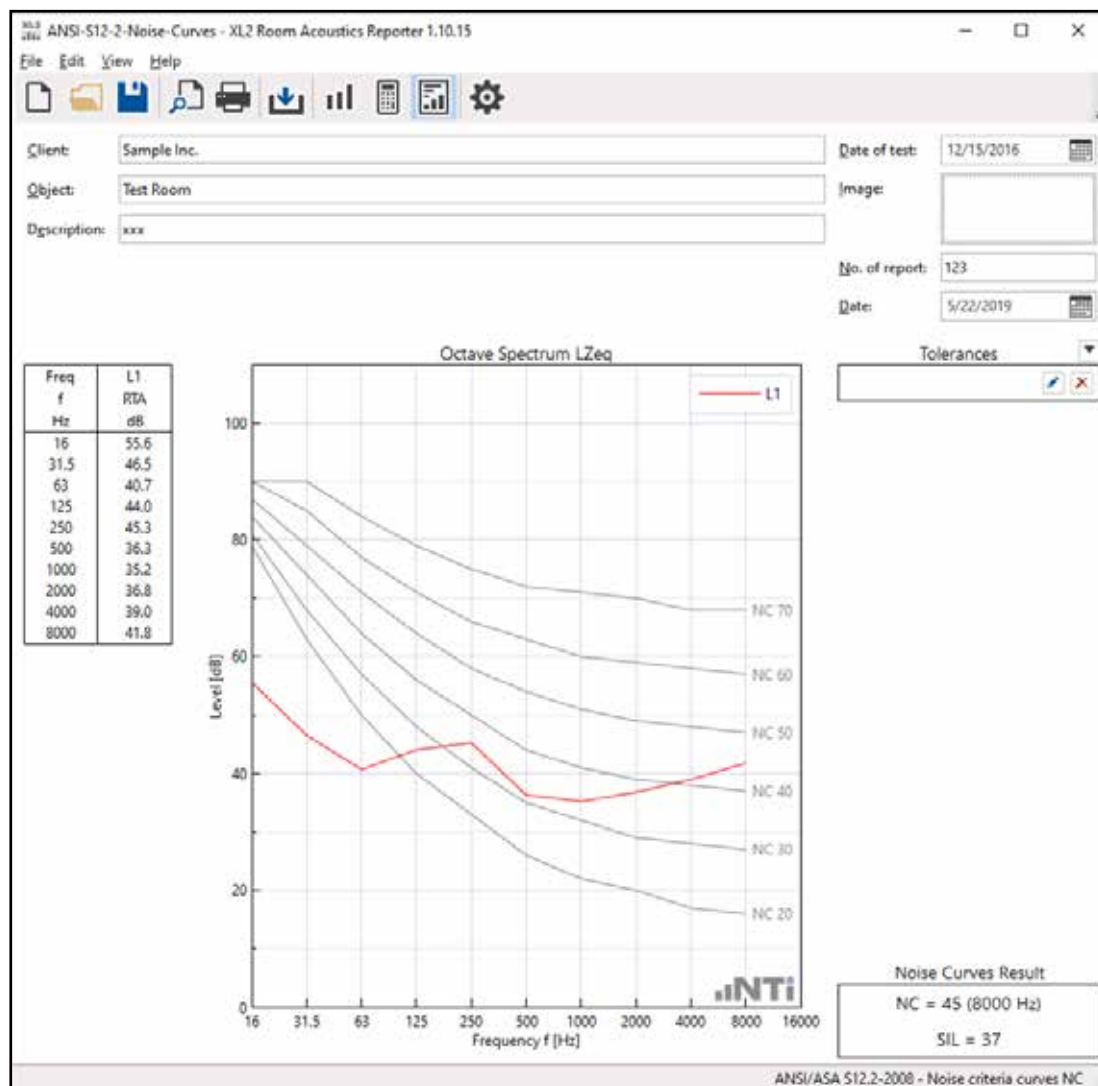 ANSI-S12-2-Noise-Curves - XL2 Room Acoustics Reporter 1.10.15
File Edit View Help
Client: Sample Inc.
Date of test: 12/15/2016
Object: Test Room
Image:
Description: xxx
No. of report: 123
Date: 5/22/2019
Octave Spectrum LZeq
Tolerances
Freq L1
f RTA
Hz dB
16 55.6
31.5 46.5
63 40.7
125 44.0
250 45.3
500 36.3
1000 35.2
2000 36.8
4000 39.0
8000 41.8
L1
Level [dB]
100
80
60
40
20
0
NC 70
NC 60
NC 50
NC 40
NC 30
NC 20
NTi
16 31.5 63 125 250 500 1000 2000 4000 8000 16000
Frequency f [Hz]
Noise Curves Result
NC = 45 (8000 Hz)
SIL = 37
ANSI/ASA S12.2-2008 - Noise criteria curves NC